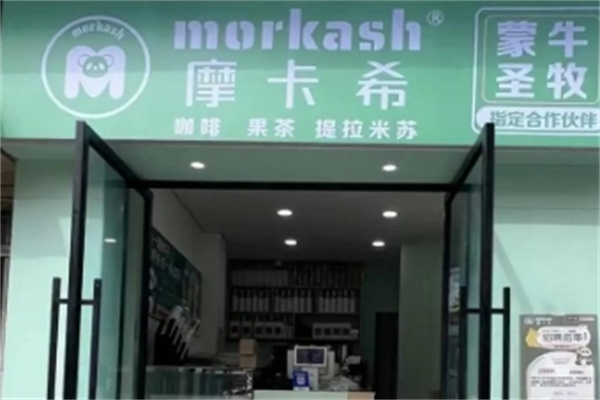 morkash
M
morkash®
摩卡希
咖啡 果茶 提拉米苏
蒙牛
圣牧
指定合作伙伴